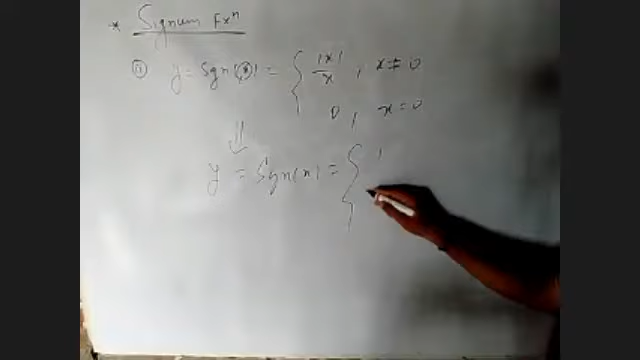 * Signum Fxⁿ
① y = Sgn(x) = { |x|/x , x ≠ 0
0 , x = 0
⇓
y = Sgn(x) = { 1